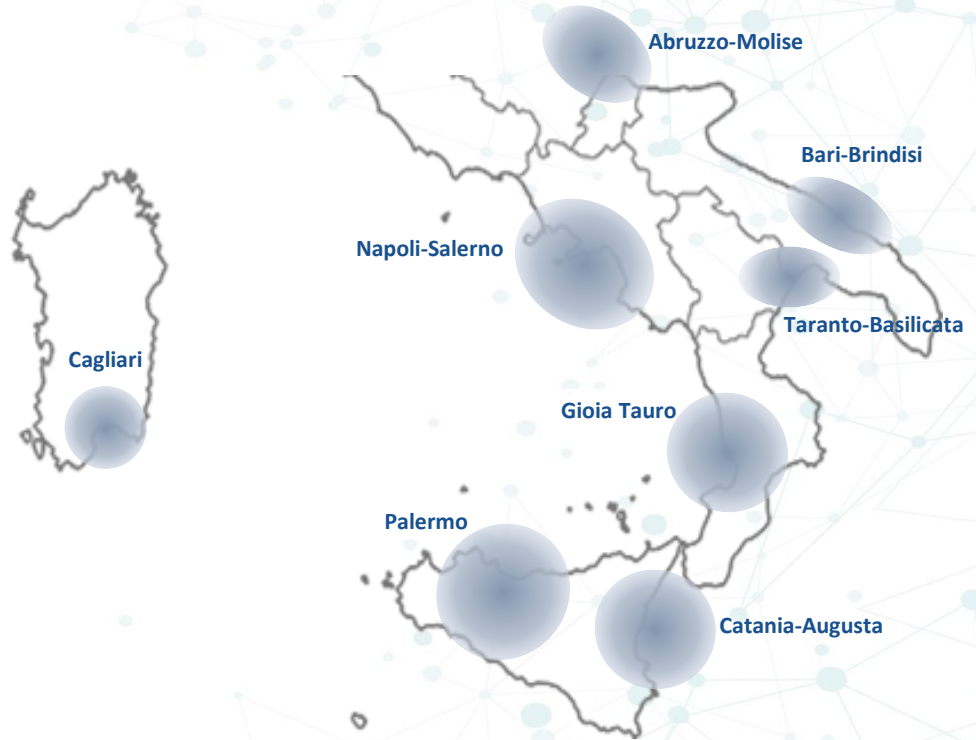 Abruzzo-Molise
Bari-Brindisi
Napoli-Salerno
Taranto-Basilicata
Cagliari
Gioia Tauro
Palermo
Catania-Augusta